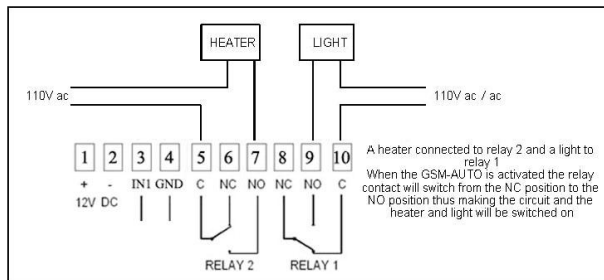 HEATER
LIGHT
110V ac
110V ac / ac
1 2 3 4 5 6 7 8 9 10
+ - IN1 GND C NC NO NC NO C
12V DC
RELAY 2
RELAY 1
A heater connected to relay 2 and a light to
relay 1
When the GSM-AUTO is activated the relay
contact will switch from the NC position to the
NO position thus making the circuit and the
heater and light will be switched on